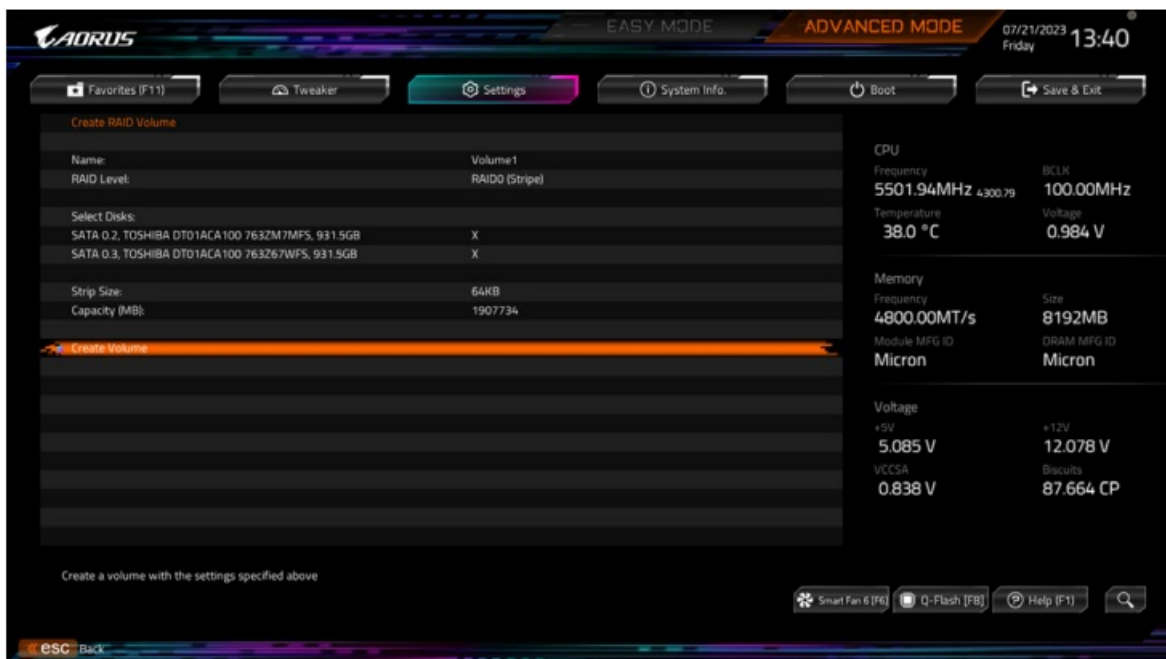 AORUS
EASY MODE
ADVANCED MODE
07/21/2023
Friday
13:40
Favorites (F11)
Tweaker
Settings
System Info.
Boot
Save & Exit
Create RAID Volume
Name: Volume1
RAID Level: RAID0 (Stripe)
Select Disks:
SATA 0.2, TOSHIBA DT01ACA100 763ZM7MFS, 931.5GB X
SATA 0.3, TOSHIBA DT01ACA100 763Z67WFS, 931.5GB X
Strip Size: 64KB
Capacity (MB): 1907734
Create Volume
CPU
Frequency BCLK
5501.94MHz 4300.79 100.00MHz
Temperature Voltage
38.0 °C 0.984 V
Memory
Frequency Size
4800.00MT/s 8192MB
Module MFG ID DRAM MFG ID
Micron Micron
Voltage
+5V +12V
5.085 V 12.078 V
VCCSA Biscuits
0.838 V 87.664 CP
Create a volume with the settings specified above
Smart Fan 6 [F6] Q-Flash [F8] Help (F1)
esc Back